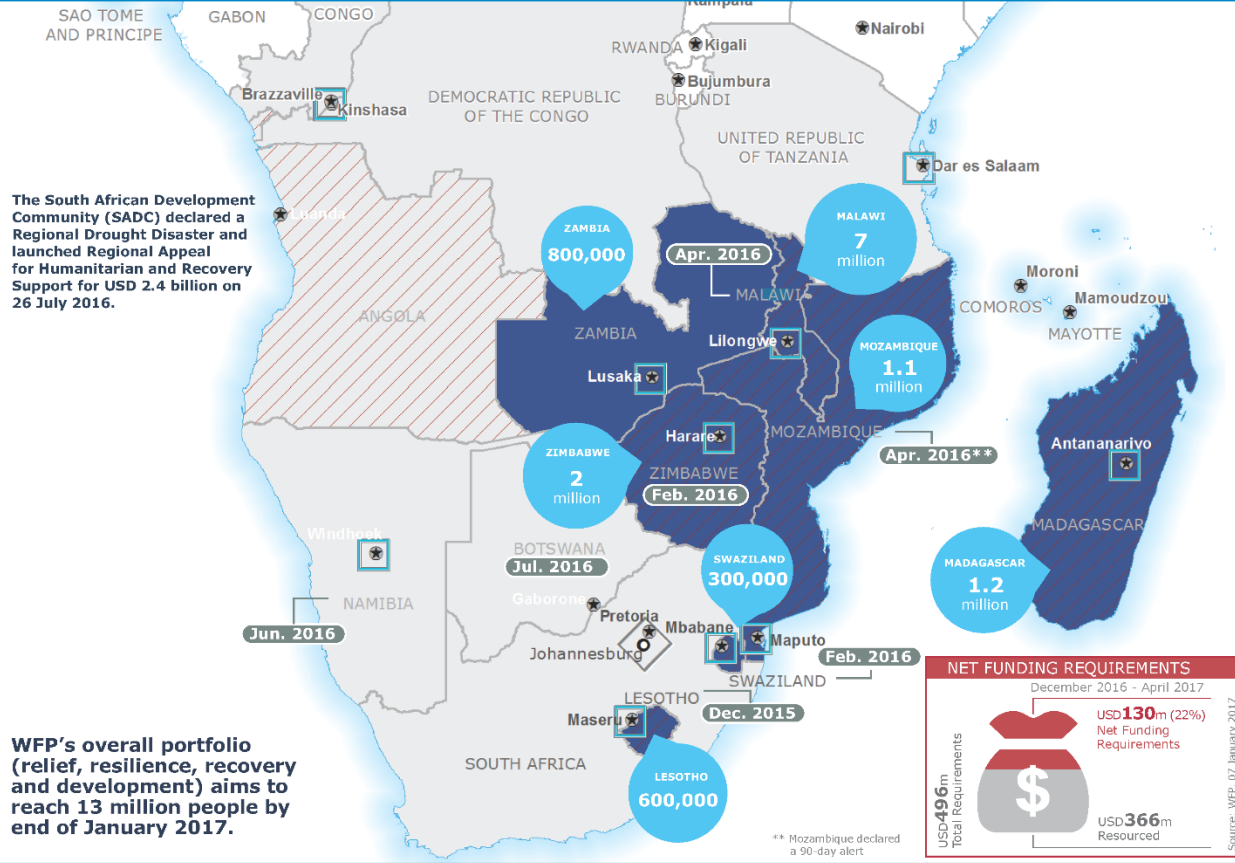 SAO TOME
AND PRINCIPE
GABON
CONGO
Kampala
Nairobi
RWANDA
Kigali
Bujumbura
BURUNDI
Brazzaville
Kinshasa
DEMOCRATIC REPUBLIC
OF THE CONGO
UNITED REPUBLIC
OF TANZANIA
Dar es Salaam
The South African Development
Community (SADC) declared a
Regional Drought Disaster and
launched Regional Appeal
for Humanitarian and Recovery
Support for USD 2.4 billion on
26 July 2016.
Luanda
ANGOLA
ZAMBIA
800,000
MALAWI
7
million
Apr. 2016
MALAWI
Moroni
COMOROS
Mamoudzou
MAYOTTE
ZAMBIA
Lilongwe
Lusaka
MOZAMBIQUE
1.1
million
Harare
MOZAMBIQUE
Apr. 2016**
ZIMBABWE
2
million
ZIMBABWE
Feb. 2016
Antananarivo
MADAGASCAR
MADAGASCAR
1.2
million
Windhoek
NAMIBIA
Jun. 2016
BOTSWANA
Jul. 2016
Gaborone
SWAZILAND
300,000
Pretoria
Johannesburg
Mbabane
Maputo
Feb. 2016
SWAZILAND
LESOTHO
Dec. 2015
Maseru
SOUTH AFRICA
LESOTHO
600,000
WFP's overall portfolio
(relief, resilience, recovery
and development) aims to
reach 13 million people by
end of January 2017.
** Mozambique declared
a 90-day alert
NET FUNDING REQUIREMENTS
December 2016 - April 2017
USD130m (22%)
Net Funding
Requirements
USD496m
Total Requirements
$
USD366m
Resourced
Source: WFP, 07 January 2017